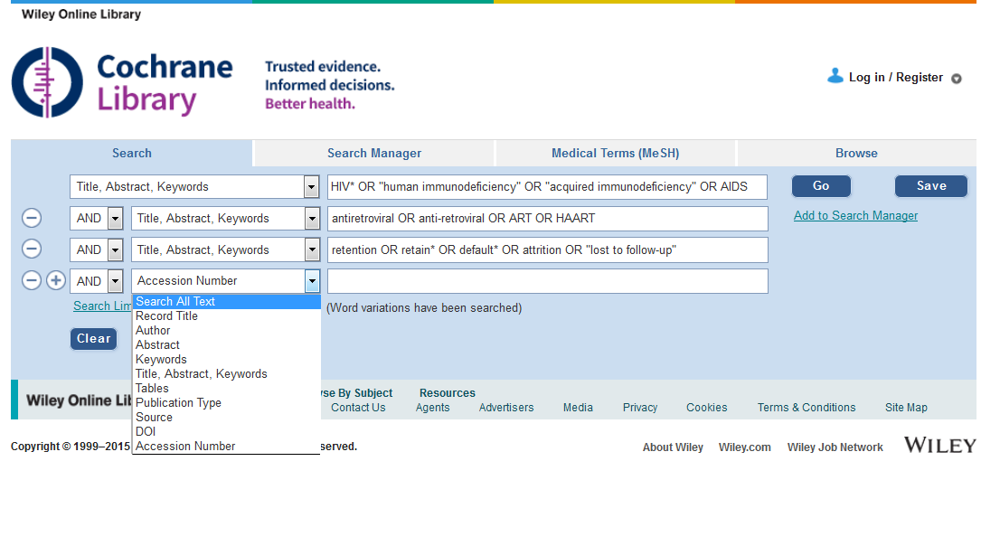 Wiley Online Library
Cochrane
Library
Trusted evidence.
Informed decisions.
Better health.
Log in / Register
Search
Search Manager
Medical Terms (MeSH)
Browse
Title, Abstract, Keywords
HIV* OR "human immunodeficiency" OR "acquired immunodeficiency" OR AIDS
Go
Save
AND
Title, Abstract, Keywords
antiretroviral OR anti-retroviral OR ART OR HAART
Add to Search Manager
AND
Title, Abstract, Keywords
retention OR retain* OR default* OR attrition OR "lost to follow-up"
AND
Accession Number
Search Lim
(Word variations have been searched)
Clear
Search All Text
Record Title
Author
Abstract
Keywords
Title, Abstract, Keywords
Tables
Publication Type
Source
DOI
Accession Number
Wiley Online Lib
se By Subject
Resources
Contact Us
Agents
Advertisers
Media
Privacy
Cookies
Terms & Conditions
Site Map
Copyright © 1999–2015
served.
About Wiley
Wiley.com
Wiley Job Network
WILEY